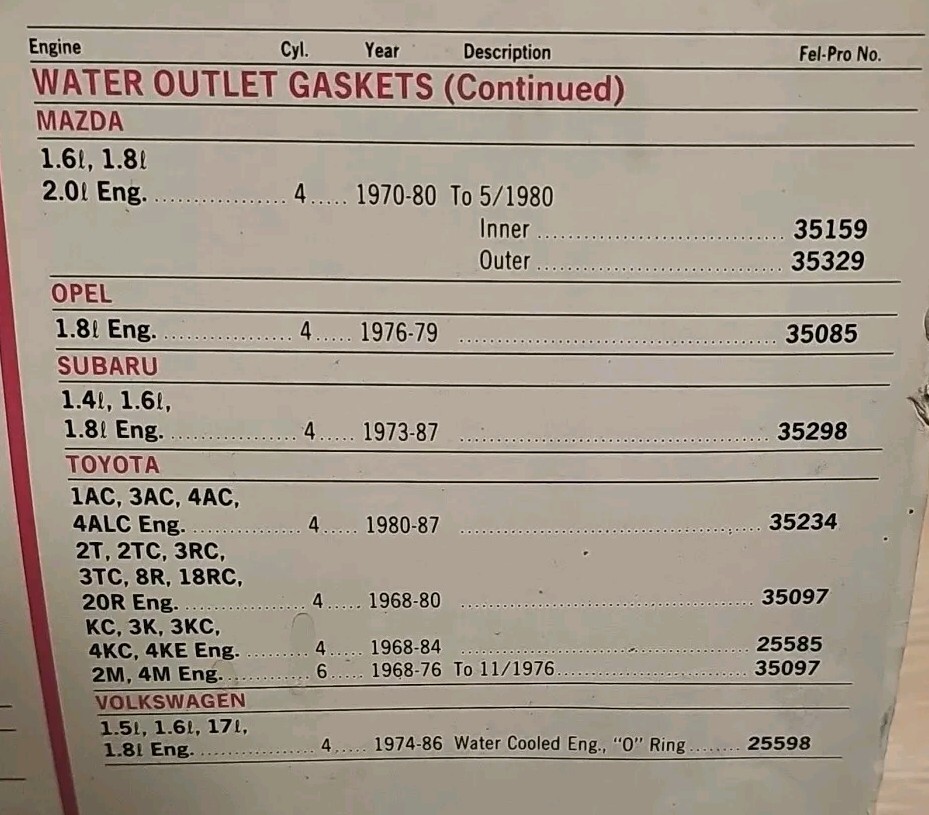 Engine Cyl. Year Description Fel-Pro No.
WATER OUTLET GASKETS (Continued)
MAZDA
1.6ℓ, 1.8ℓ
2.0ℓ Eng. ................. 4 ..... 1970-80 To 5/1980
Inner ................................ 35159
Outer ................................ 35329
OPEL
1.8ℓ Eng. ................. 4 ..... 1976-79 .......................................... 35085
SUBARU
1.4ℓ, 1.6ℓ,
1.8ℓ Eng. ................. 4 ..... 1973-87 .......................................... 35298
TOYOTA
1AC, 3AC, 4AC,
4ALC Eng. ............... 4 ..... 1980-87 .......................................... 35234
2T, 2TC, 3RC,
3TC, 8R, 18RC,
20R Eng. ................. 4 ..... 1968-80 .......................................... 35097
KC, 3K, 3KC,
4KC, 4KE Eng. ......... 4 ..... 1968-84 .......................................... 25585
2M, 4M Eng. ............ 6 ..... 1968-76 To 11/1976 ........................... 35097
VOLKSWAGEN
1.5ℓ, 1.6ℓ, 17ℓ,
1.8ℓ Eng. ................. 4 ..... 1974-86 Water Cooled Eng., "O" Ring ........ 25598